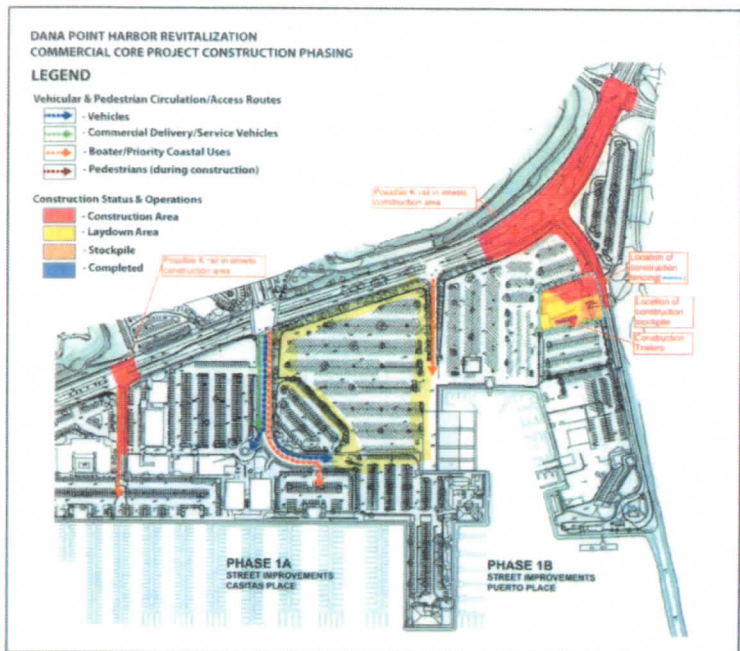 DANA POINT HARBOR REVITALIZATION
COMMERCIAL CORE PROJECT CONSTRUCTION PHASING
LEGEND
Vehicular & Pedestrian Circulation/Access Routes
- Vehicles
- Commercial Delivery/Service Vehicles
- Boater/Priority Coastal Uses
- Pedestrians (during construction)
Construction Status & Operations
- Construction Area
- Laydown Area
- Stockpile
- Completed
Possible K rail in streets
construction area
Possible K rail in streets
construction area
Location of
construction
fencing
Location of
construction
stockpile
Construction
Trailers
PHASE 1A
STREET IMPROVEMENTS
CASITAS PLACE
PHASE 1B
STREET IMPROVEMENTS
PUERTO PLACE